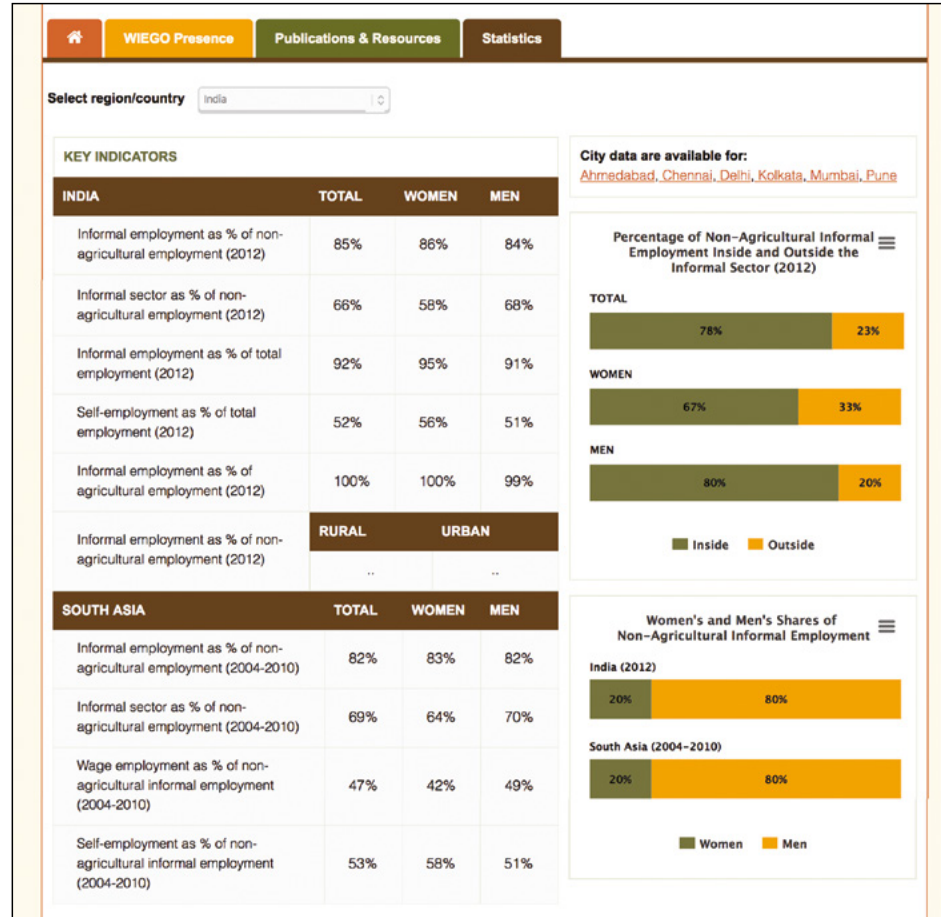 WIEGO Presence Publications & Resources Statistics
Select region/country India
KEY INDICATORS
INDIA TOTAL WOMEN MEN
Informal employment as % of non-
agricultural employment (2012) 85% 86% 84%
Informal sector as % of non-
agricultural employment (2012) 66% 58% 68%
Informal employment as % of total
employment (2012) 92% 95% 91%
Self-employment as % of total
employment (2012) 52% 56% 51%
Informal employment as % of
agricultural employment (2012) 100% 100% 99%
Informal employment as % of non-
agricultural employment (2012)
RURAL URBAN
.. ..
SOUTH ASIA TOTAL WOMEN MEN
Informal employment as % of non-
agricultural employment (2004-2010) 82% 83% 82%
Informal sector as % of non-
agricultural employment (2004-2010) 69% 64% 70%
Wage employment as % of non-
agricultural informal employment
(2004-2010) 47% 42% 49%
Self-employment as % of non-
agricultural informal employment
(2004-2010) 53% 58% 51%
City data are available for:
Ahmedabad, Chennai, Delhi, Kolkata, Mumbai, Pune
Percentage of Non-Agricultural Informal
Employment Inside and Outside the
Informal Sector (2012)
TOTAL
78% 23%
WOMEN
67% 33%
MEN
80% 20%
Inside Outside
Women's and Men's Shares of
Non-Agricultural Informal Employment
India (2012)
20% 80%
South Asia (2004-2010)
20% 80%
Women Men